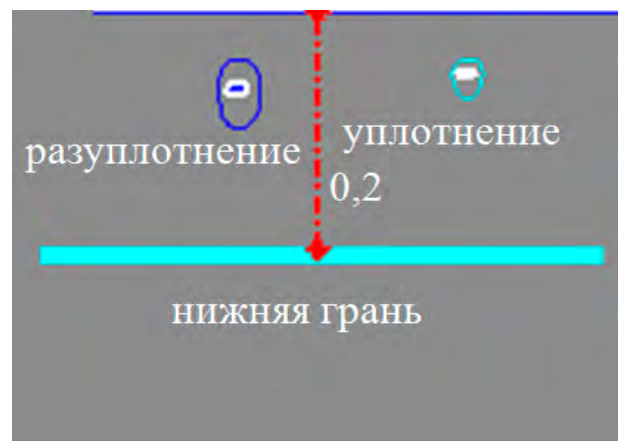 разуплотнение
уплотнение
0,2
нижняя грань